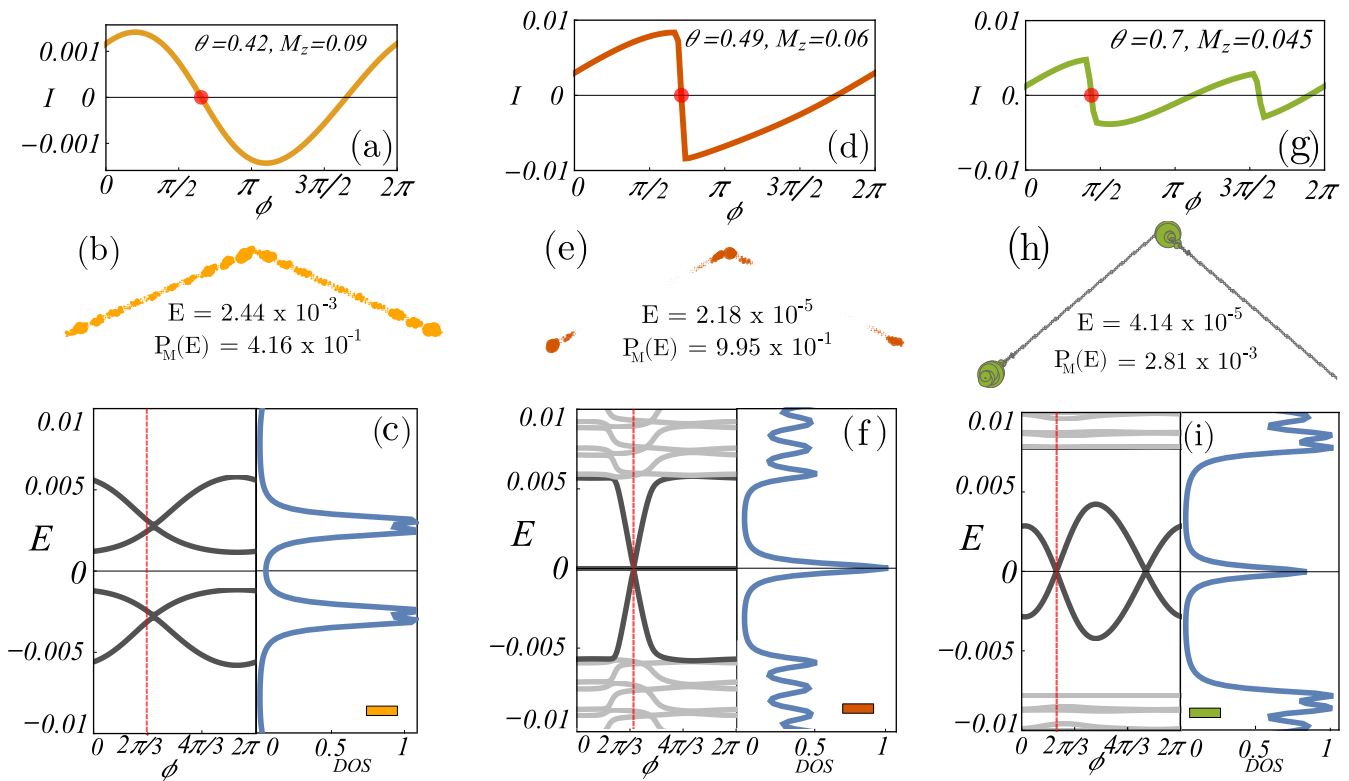 θ=0.42, M_z=0.09
0.001
I 0
−0.001
(a)
0 π/2 π 3π/2 2π
ϕ
0.01
θ=0.49, M_z=0.06
I 0
−0.01
(d)
0 π/2 π 3π/2 2π
ϕ
0.01
θ=0.7, M_z=0.045
I 0.
−0.01
(g)
0 π/2 π 3π/2 2π
ϕ
(b)
E = 2.44 x 10^-3
P_M(E) = 4.16 x 10^-1
(e)
E = 2.18 x 10^-5
P_M(E) = 9.95 x 10^-1
(h)
E = 4.14 x 10^-5
P_M(E) = 2.81 x 10^-3
0.01
(c)
0.005
E
0
−0.005
−0.01
0 2π/3 4π/3 2π 0 0.5 1
ϕ DOS
0.01
(f)
0.005
E
0
−0.005
−0.01
0 2π/3 4π/3 2π 0 0.5 1
ϕ DOS
0.01
(i)
0.005
E
0
−0.005
−0.01
0 2π/3 4π/3 2π 0.5 1
ϕ DOS